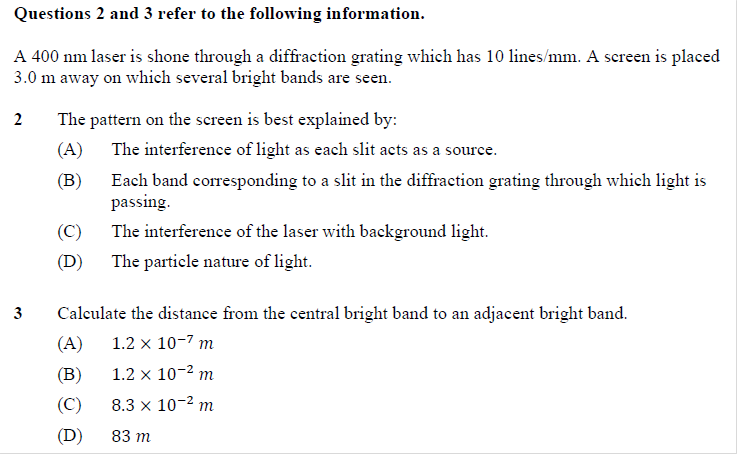 Questions 2 and 3 refer to the following information.
A 400 nm laser is shone through a diffraction grating which has 10 lines/mm. A screen is placed
3.0 m away on which several bright bands are seen.
2 The pattern on the screen is best explained by:
(A) The interference of light as each slit acts as a source.
(B) Each band corresponding to a slit in the diffraction grating through which light is
passing.
(C) The interference of the laser with background light.
(D) The particle nature of light.
3 Calculate the distance from the central bright band to an adjacent bright band.
(A) 1.2 × 10⁻⁷ m
(B) 1.2 × 10⁻² m
(C) 8.3 × 10⁻² m
(D) 83 m